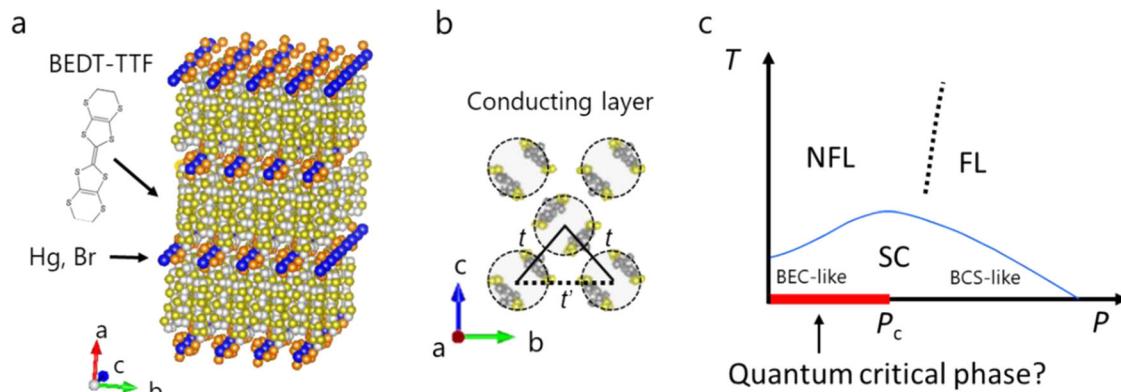 a
BEDT-TTF
S S
S S
S S
S S
Hg, Br
a
c
b
b
Conducting layer
t t
t'
c
a b
c
T
NFL FL
SC
BEC-like BCS-like
Pc P
Quantum critical phase?